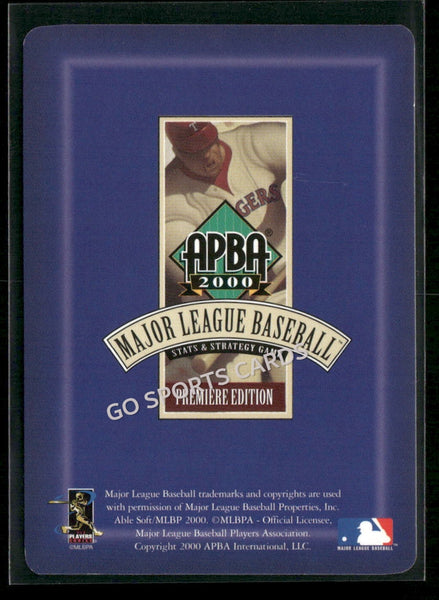 T
GERS
APBA®
2000
MAJOR LEAGUE BASEBALL™
STATS & STRATEGY GAME
GO SPORTS CARDS
PREMIERE EDITION
Major League Baseball trademarks and copyrights are used
with permission of Major League Baseball Properties, Inc.
Able Soft/MLBP 2000. ©MLBPA - Official Licensee,
Major League Baseball Players Association.
Copyright 2000 APBA International, LLC.
PLAYERS
CHOICE
©MLBPA
MAJOR LEAGUE BASEBALL